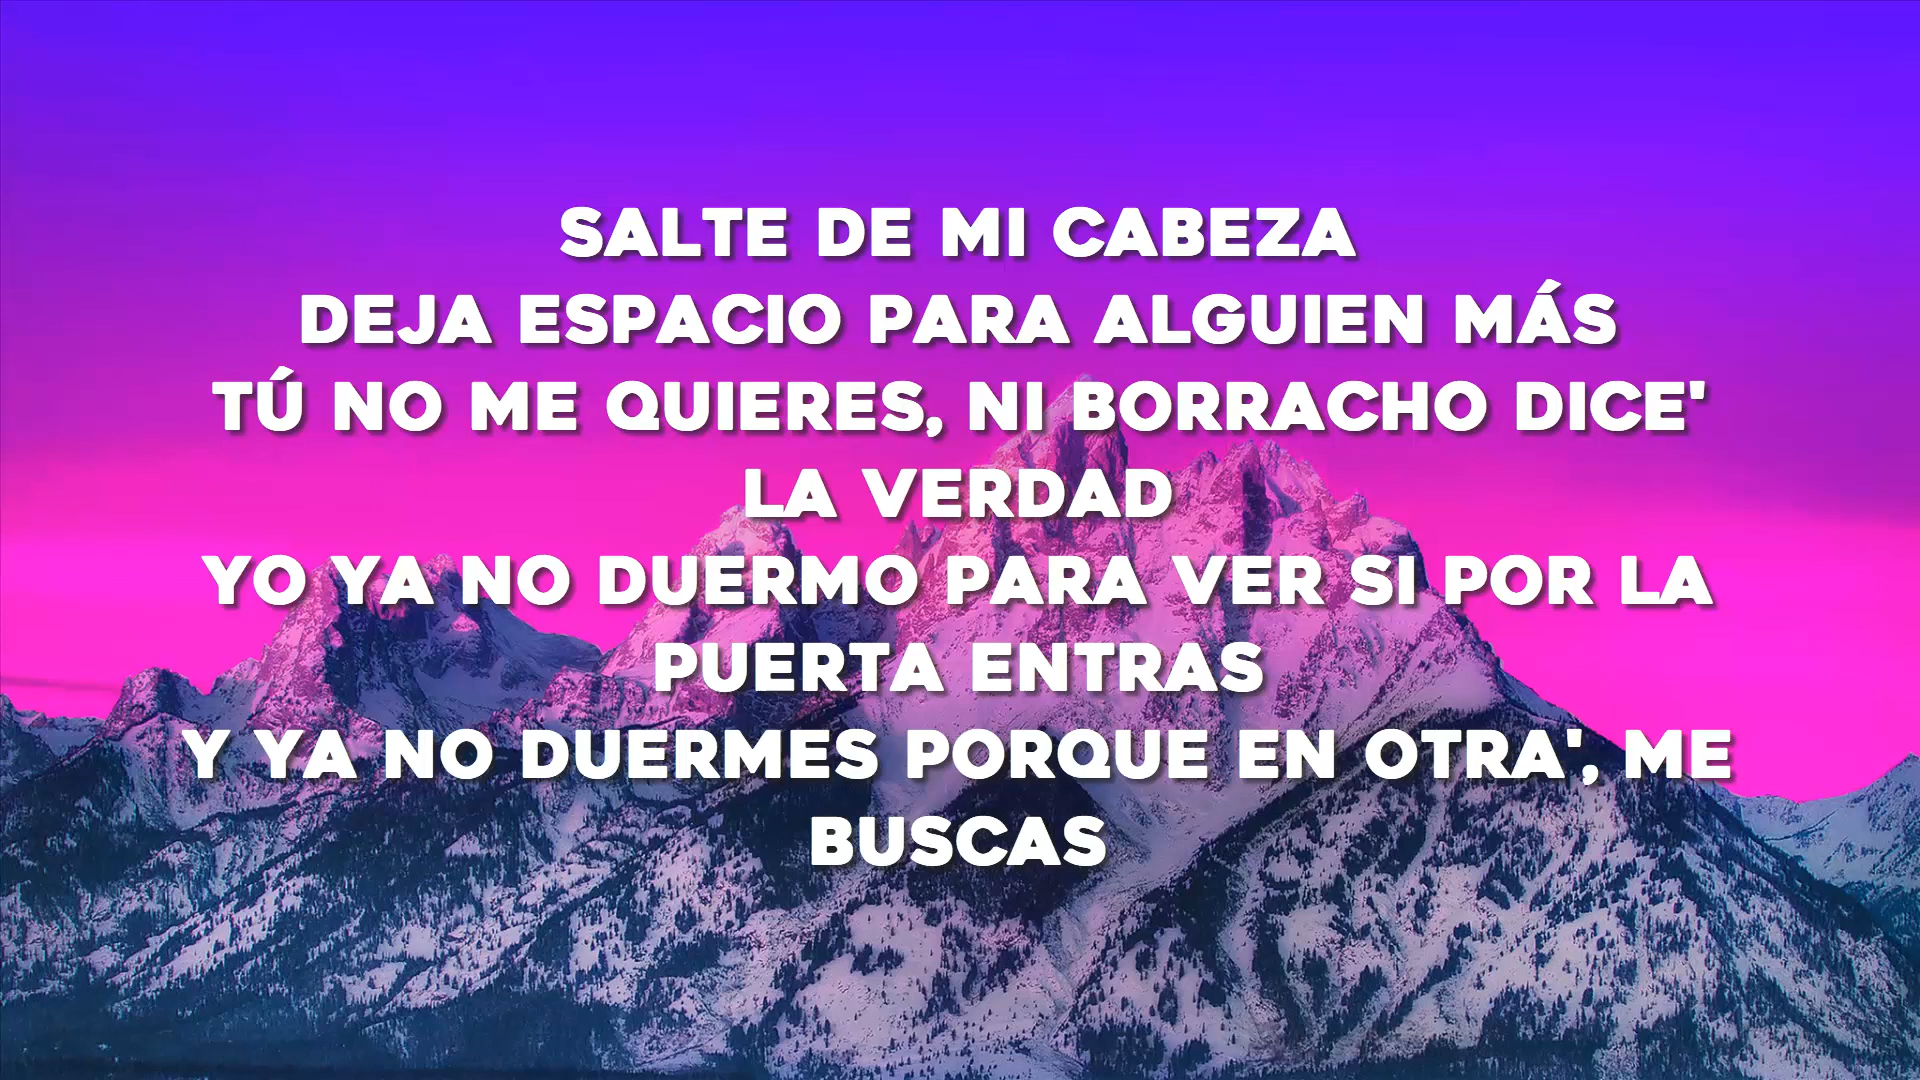 SALTE DE MI CABEZA
DEJA ESPACIO PARA ALGUIEN MÁS
TÚ NO ME QUIERES, NI BORRACHO DICE'
LA VERDAD
YO YA NO DUERMO PARA VER SI POR LA
PUERTA ENTRAS
Y YA NO DUERMES PORQUE EN OTRA', ME
BUSCAS